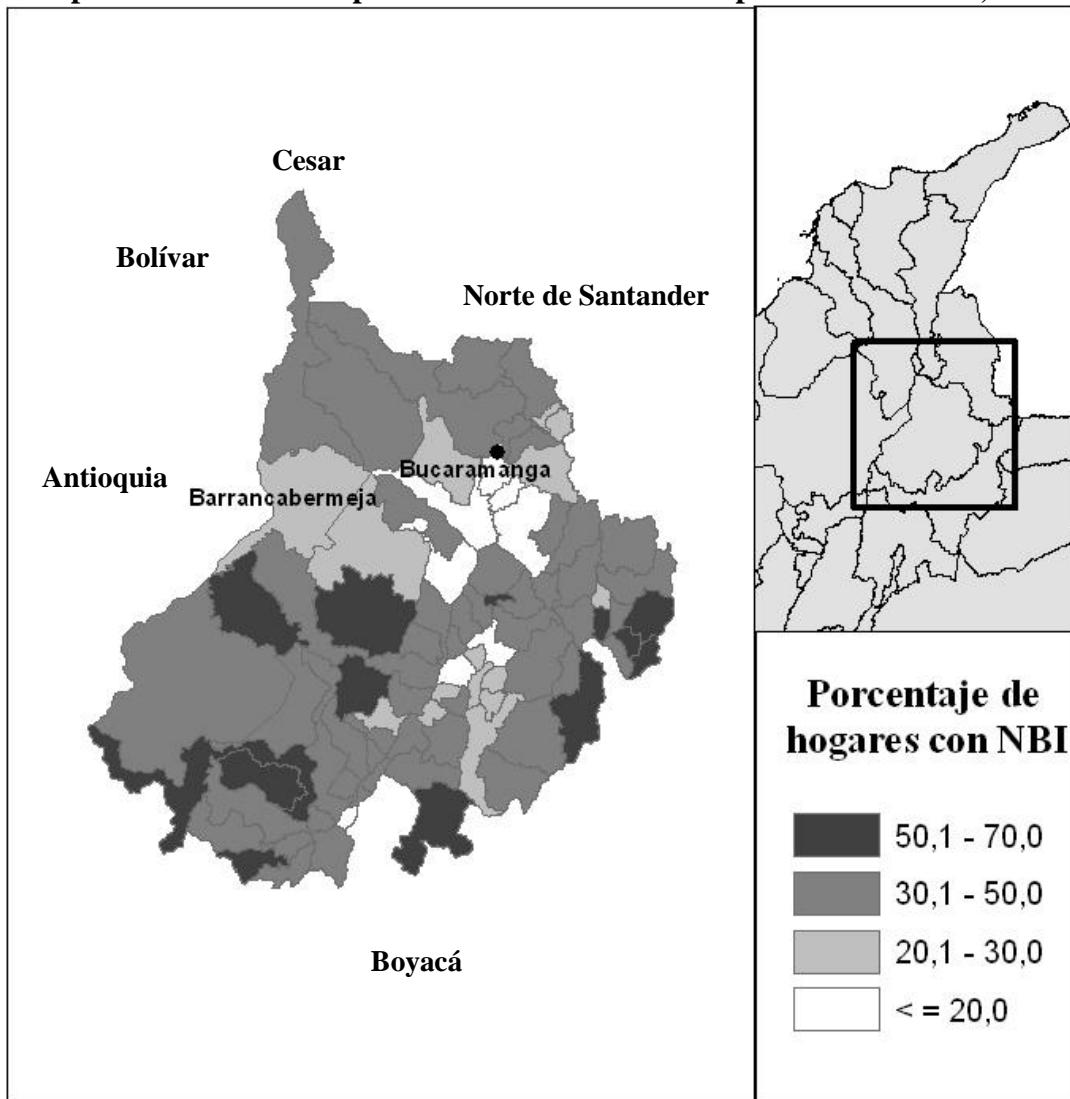 Cesar
Bolívar
Norte de Santander
Bucaramanga
Antioquia
Barrancabermeja
Boyacá
Porcentaje de
hogares con NBI
50,1 - 70,0
30,1 - 50,0
20,1 - 30,0
< = 20,0